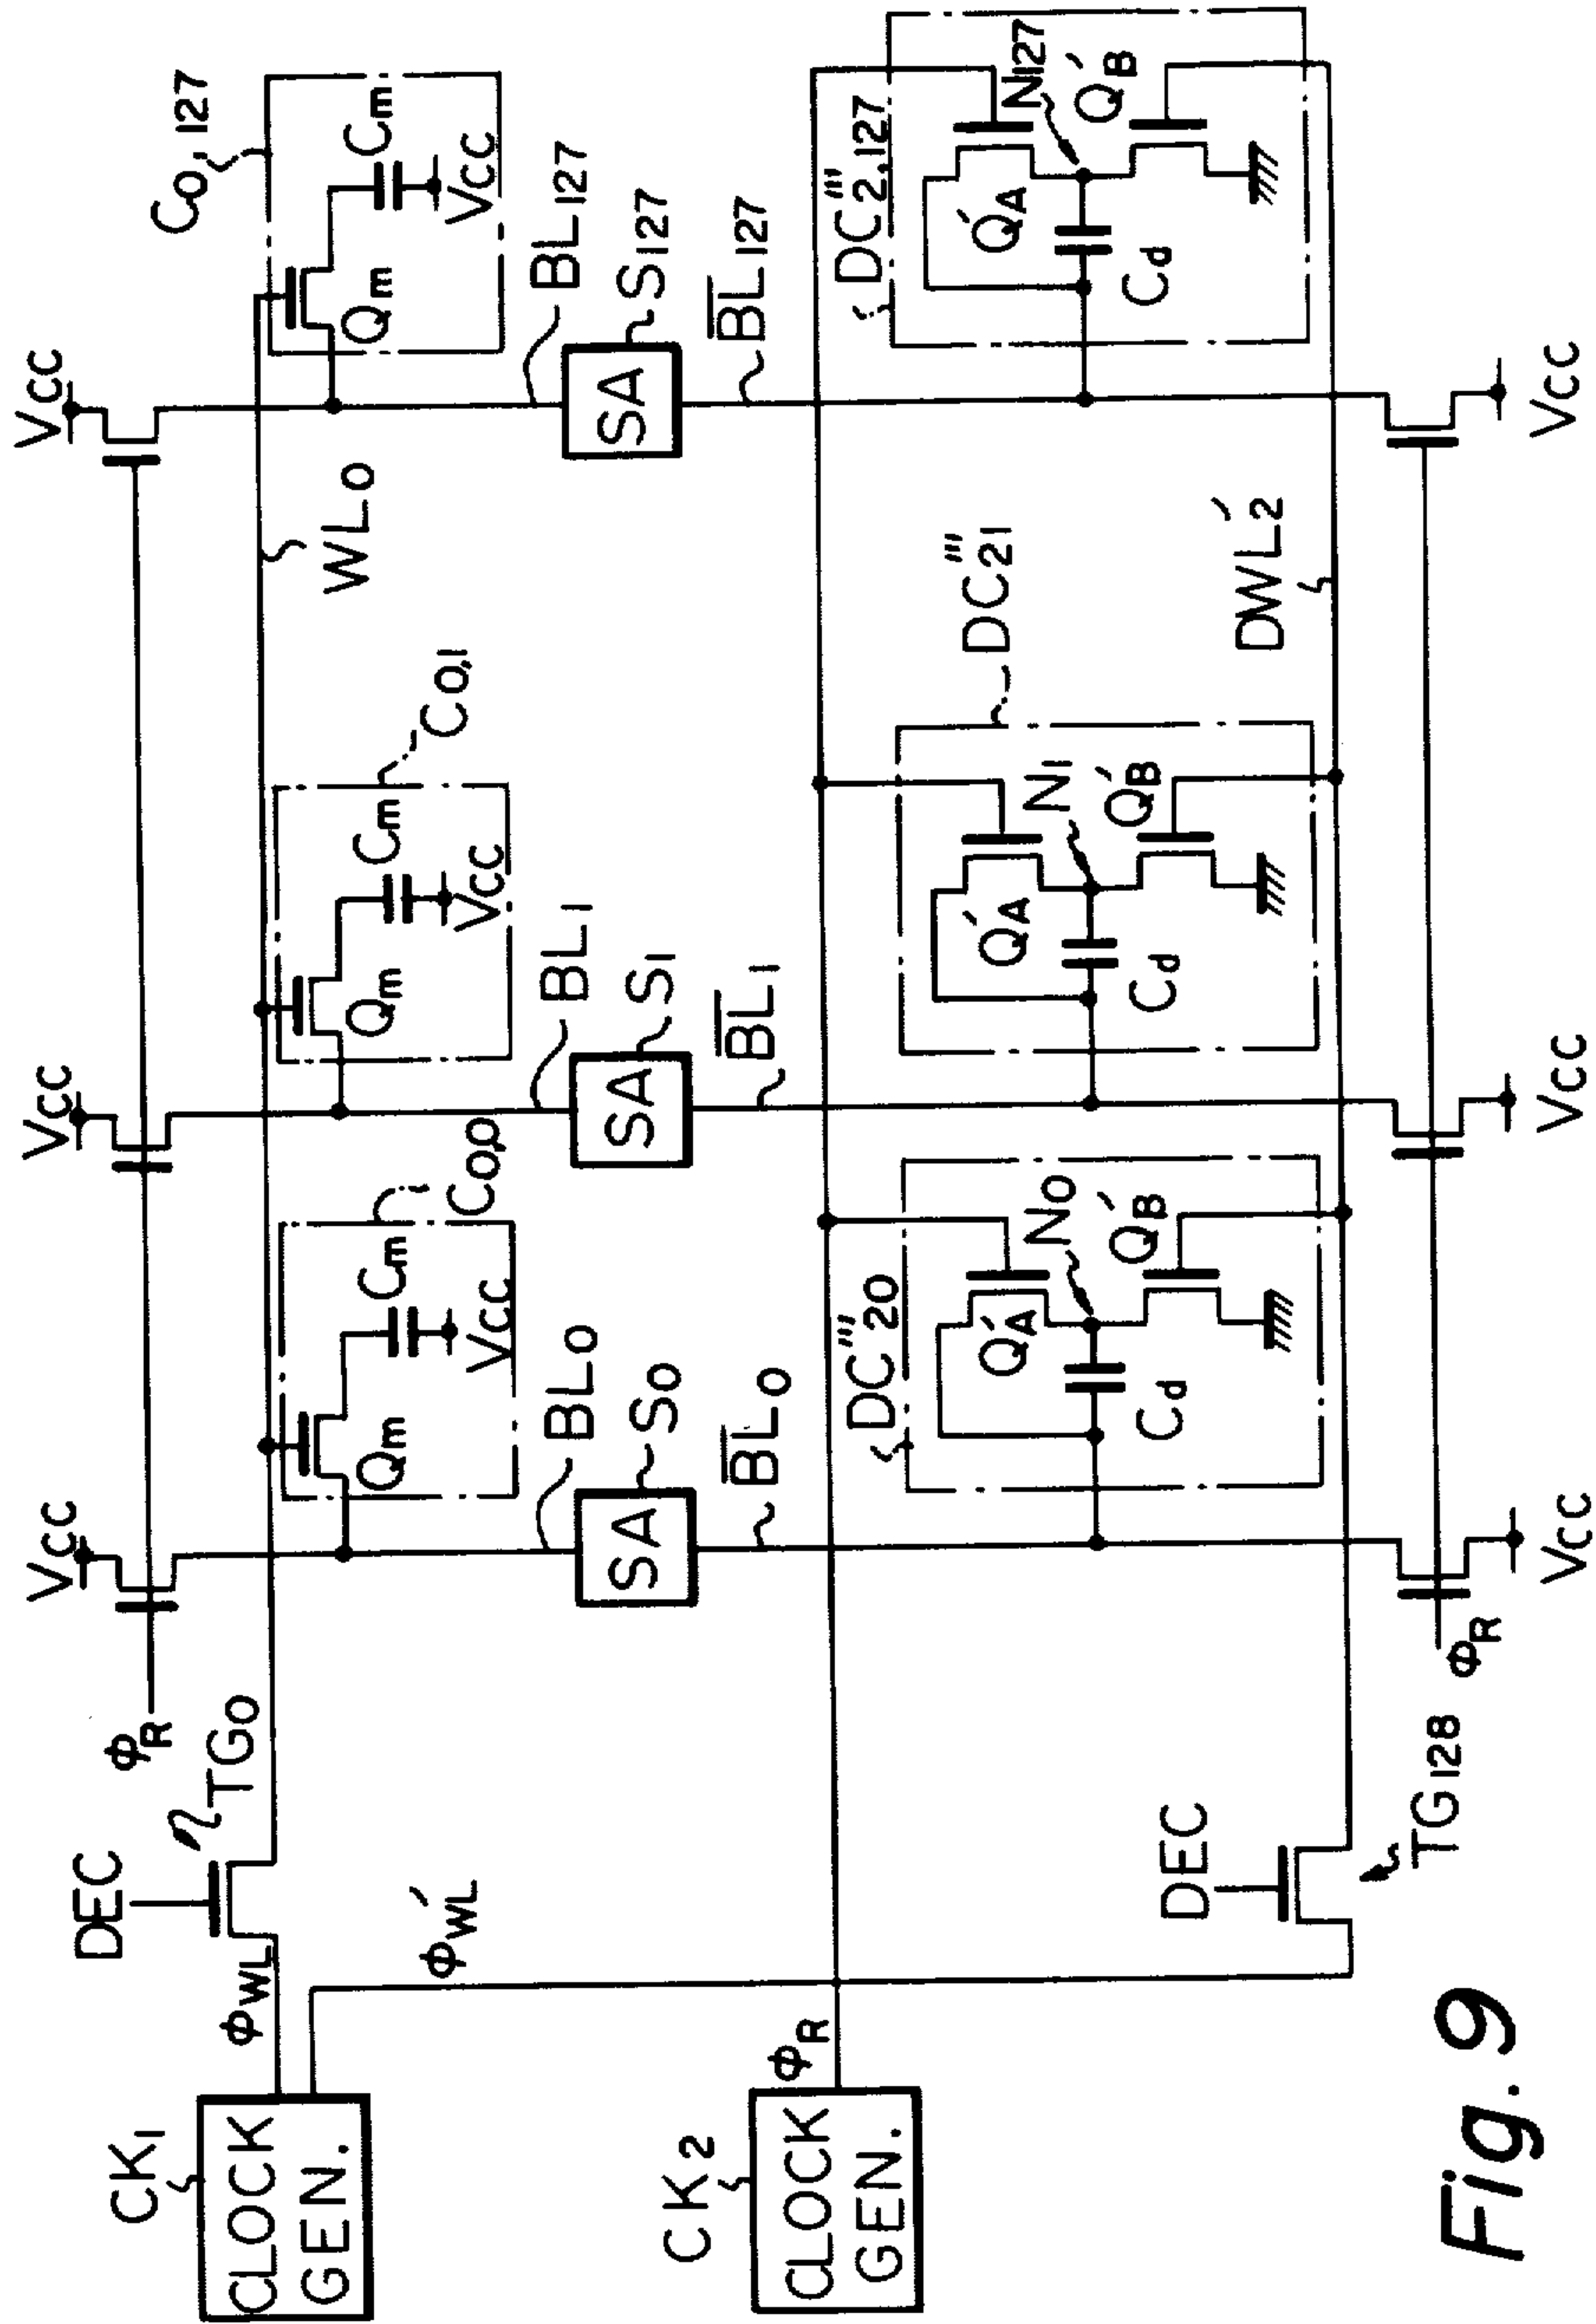 CK1
CLOCK
GEN.
φWL
φ'WL
DEC
TG0
φR
VCC
VCC
VCC
WL0
Qm
Cm
VCC
C0,0
Qm
Cm
VCC
C0,1
Qm
Cm
VCC
C0,127
BL0
BL1
BL127
SA
S0
SA
S1
SA
S127
B̅L̅0
B̅L̅1
B̅L̅127
CK2
CLOCK
GEN.
φR
DC'''20
Q'A
N0
Cd
Q'B
DC'''21
Q'A
N1
Cd
Q'B
DC'''2,127
Q'A
N127
Cd
Q'B
DWL'2
DEC
TG128
φR
VCC
VCC
VCC
Fig. 9